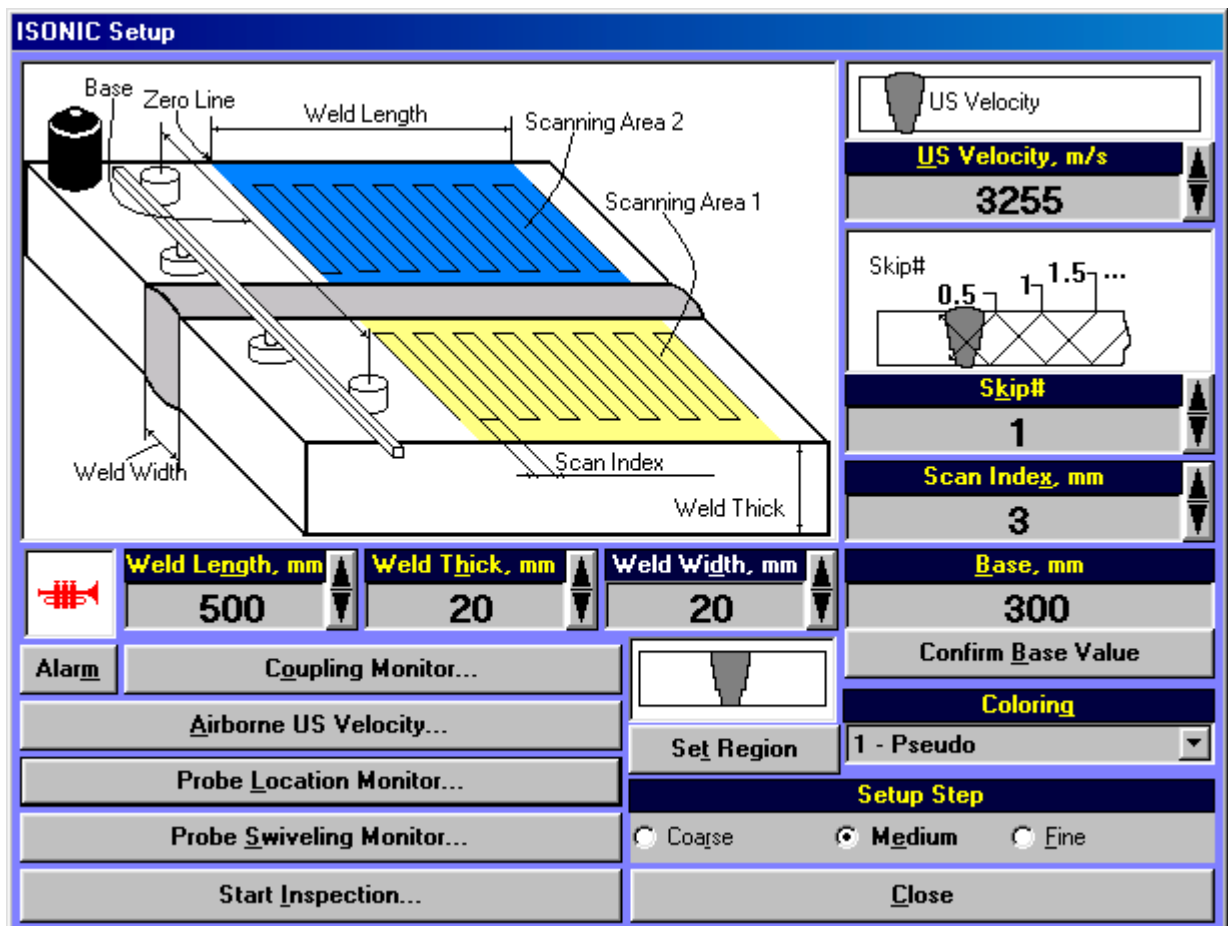 ISONIC Setup
Base
Zero Line
Weld Length
Scanning Area 2
Scanning Area 1
Weld Width
Scan Index
Weld Thick
US Velocity
US Velocity, m/s
3255
Skip#
0.5
1
1.5
...
Skip#
1
Scan Index, mm
3
Weld Length, mm
500
Weld Thick, mm
20
Weld Width, mm
20
Base, mm
300
Confirm Base Value
Alarm
Coupling Monitor...
Airborne US Velocity...
Probe Location Monitor...
Probe Swiveling Monitor...
Start Inspection...
Set Region
Coloring
1 - Pseudo
Setup Step
Coarse
Medium
Fine
Close